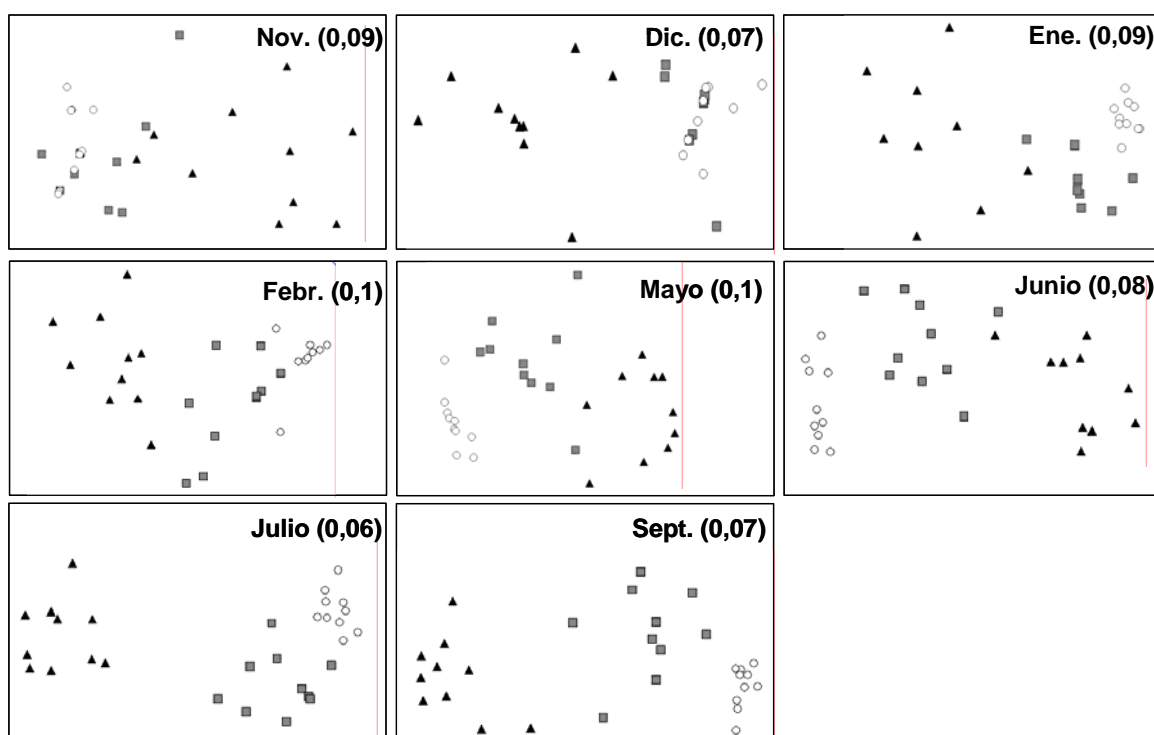 Nov. (0,09)
Dic. (0,07)
Ene. (0,09)
Febr. (0,1)
Mayo (0,1)
Junio (0,08)
Julio (0,06)
Sept. (0,07)